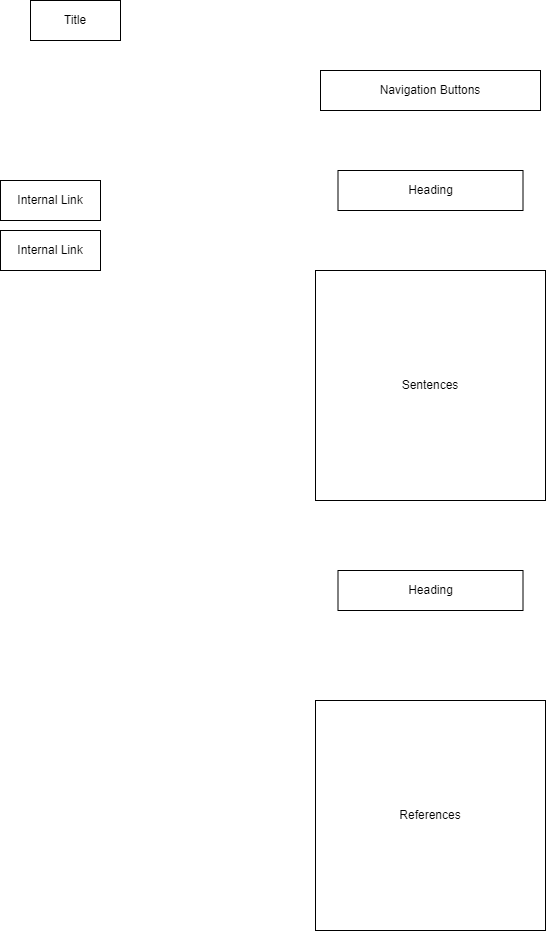 Title
Navigation Buttons
Internal Link
Heading
Internal Link
Sentences
Heading
References